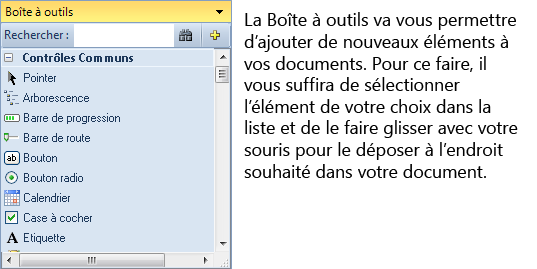 Boîte à outils
Rechercher :
Contrôles Communs
Pointer
Arborescence
Barre de progression
Barre de route
Bouton
Bouton radio
Calendrier
Case à cocher
Etiquette
La Boîte à outils va vous permettre
d’ajouter de nouveaux éléments à
vos documents. Pour ce faire, il
vous suffira de sélectionner
l’élément de votre choix dans la
liste et de le faire glisser avec votre
souris pour le déposer à l’endroit
souhaité dans votre document.